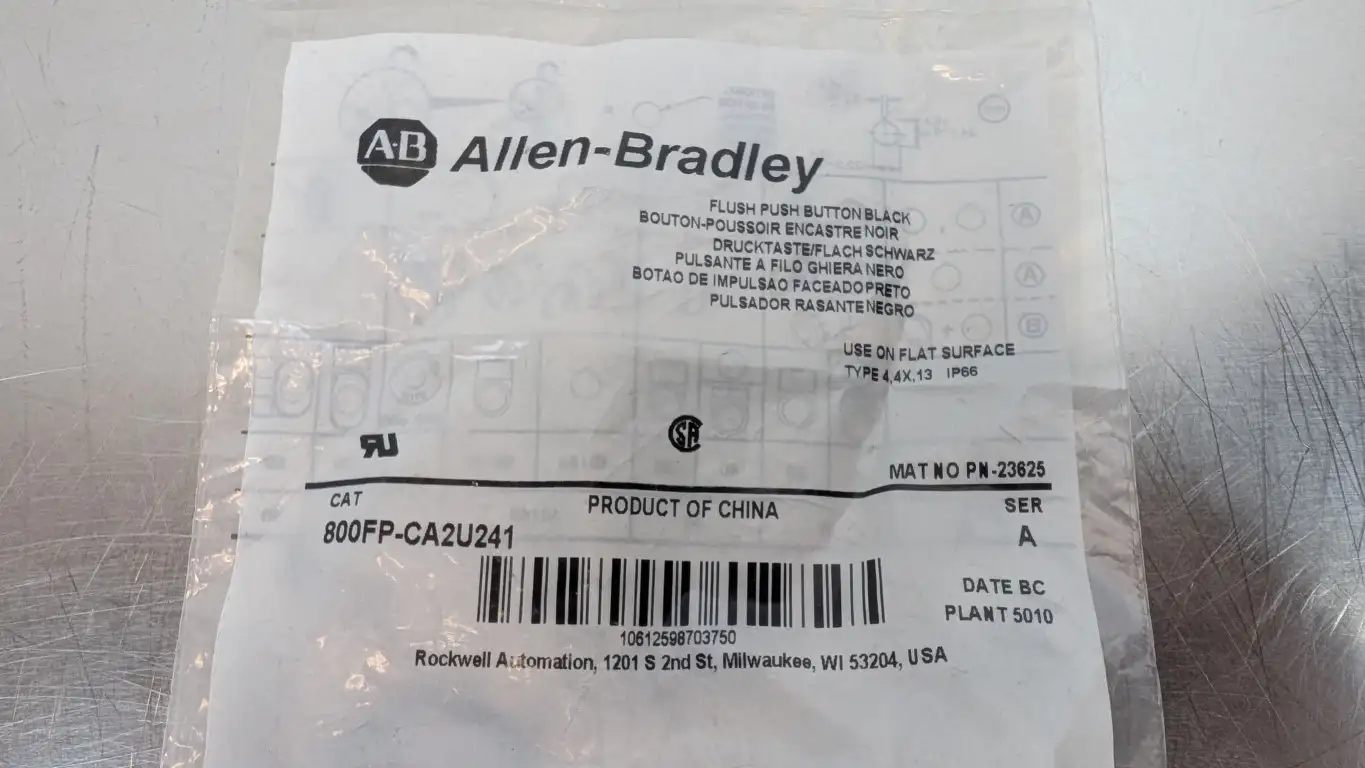 A-B Allen-Bradley
FLUSH PUSH BUTTON BLACK
BOUTON-POUSSOIR ENCASTRE NOIR
DRUCKTASTE/FLACH SCHWARZ
PULSANTE A FILO GHIERA NERO
BOTAO DE IMPULSAO FACEADO PRETO
PULSADOR RASANTE NEGRO
USE ON FLAT SURFACE
TYPE 4,4X,13 IP66
MAT NO PN-23625
CAT
PRODUCT OF CHINA
SER
800FP-CA2U241
A
DATE BC
PLANT 5010
10612598703750
Rockwell Automation, 1201 S 2nd St, Milwaukee, WI 53204, USA